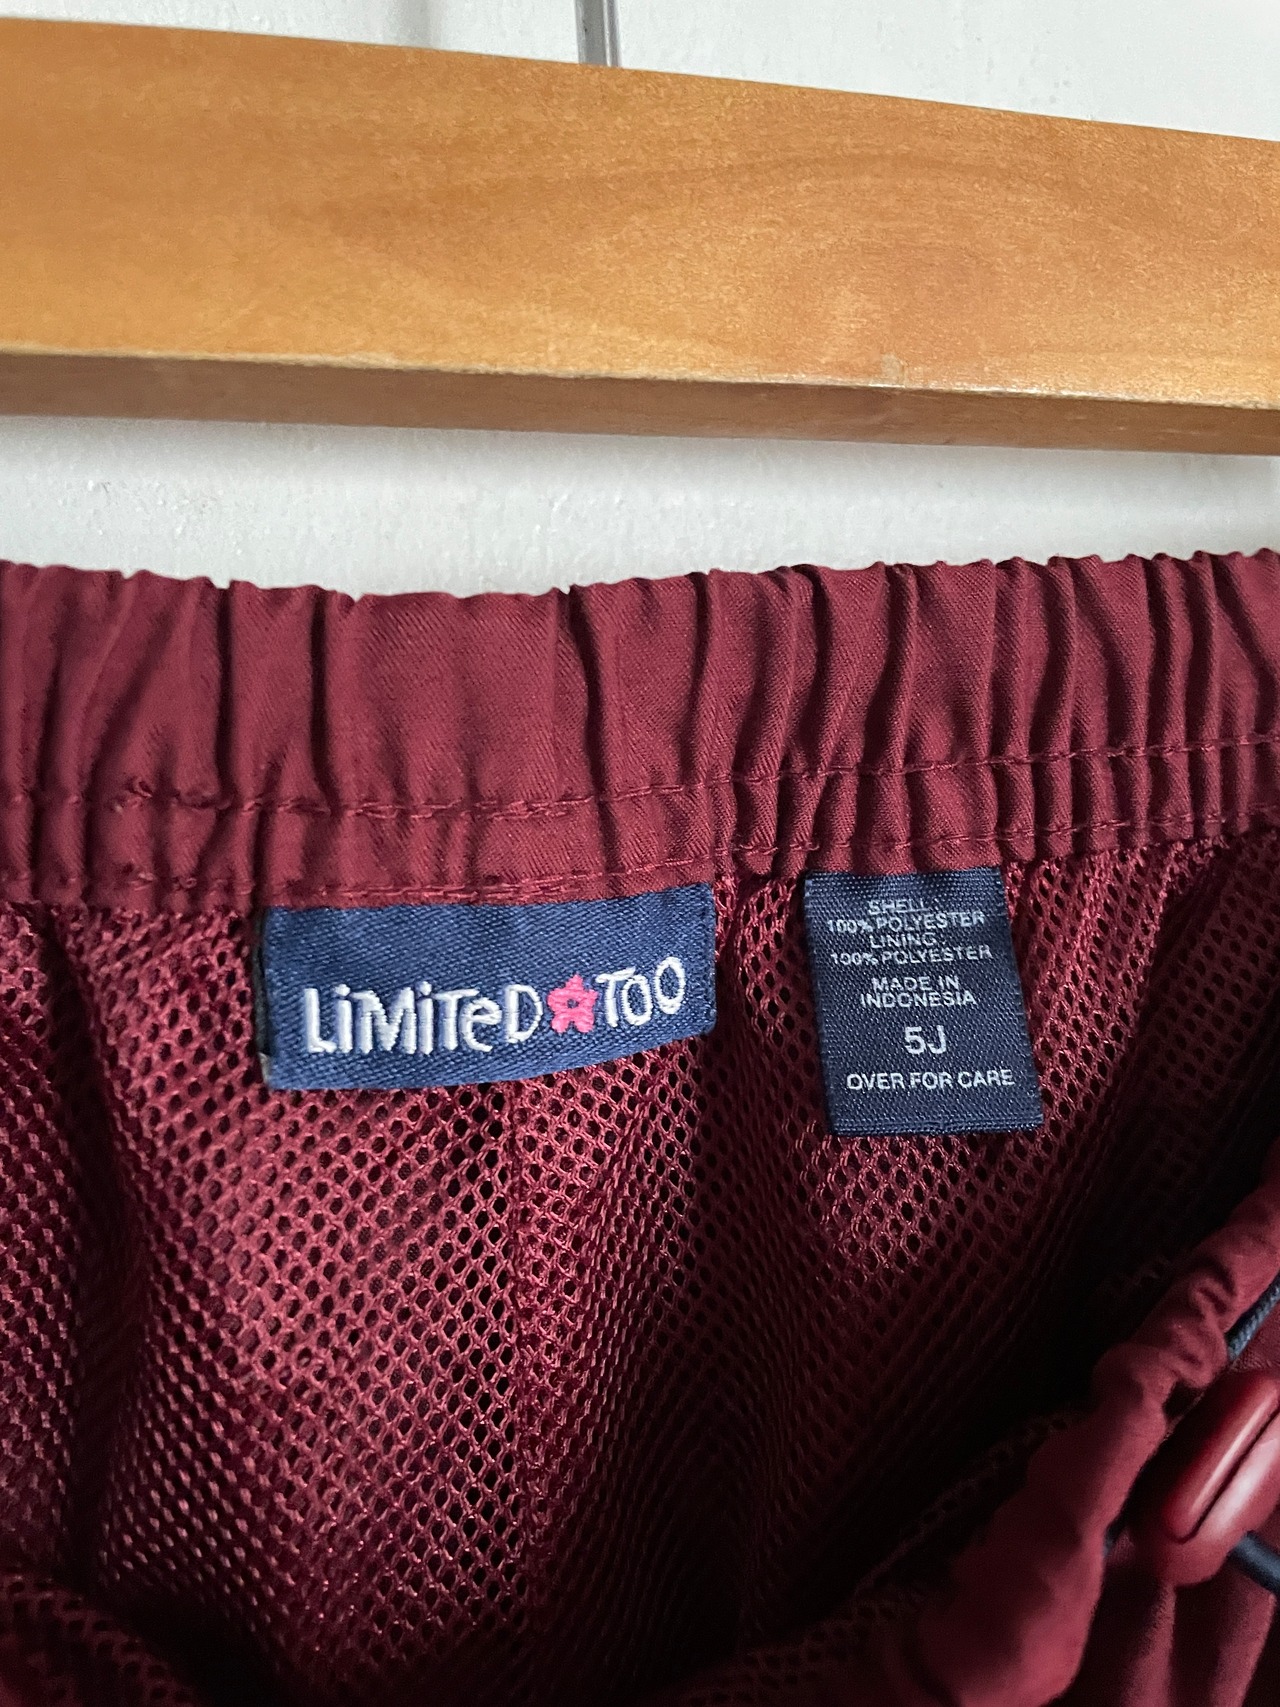 LiMiTeD TOO
SHELL:
100% POLYESTER
LINING:
100% POLYESTER
MADE IN
INDONESIA
5J
OVER FOR CARE